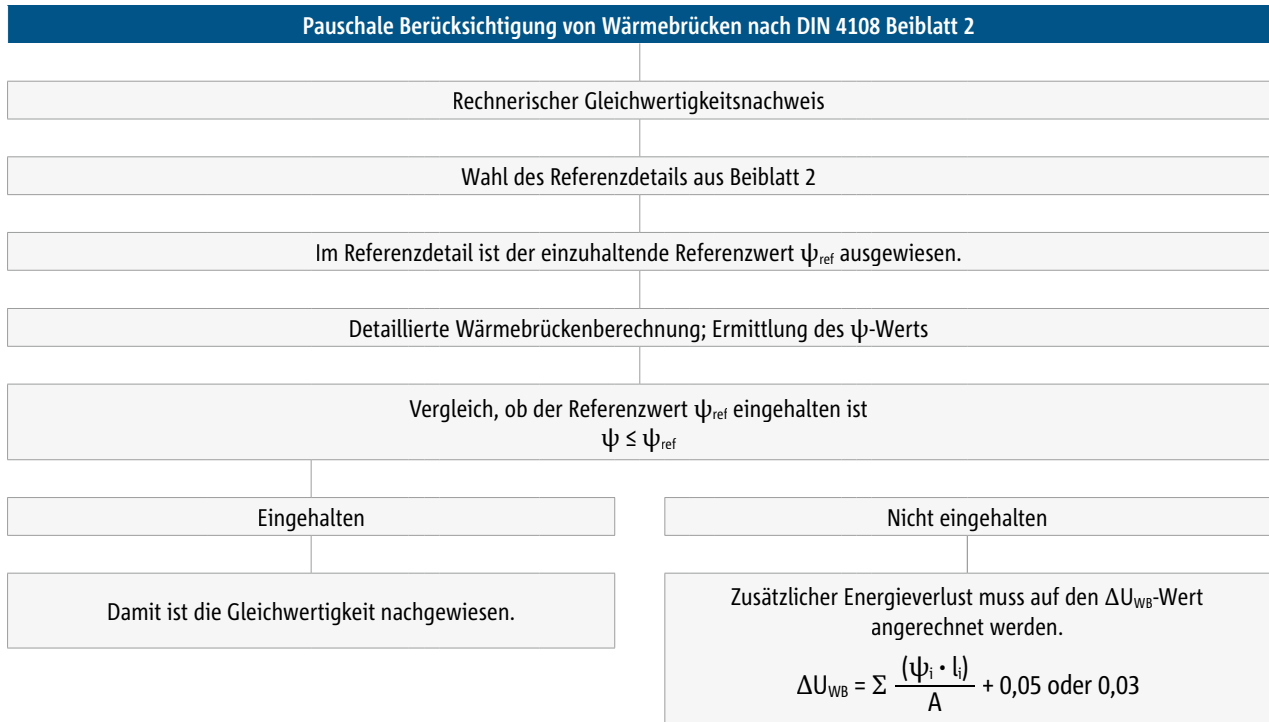 Pauschale Berücksichtigung von Wärmebrücken nach DIN 4108 Beiblatt 2
Rechnerischer Gleichwertigkeitsnachweis
Wahl des Referenzdetails aus Beiblatt 2
Im Referenzdetail ist der einzuhaltende Referenzwert ψref ausgewiesen.
Detaillierte Wärmebrückenberechnung; Ermittlung des ψ-Werts
Vergleich, ob der Referenzwert ψref eingehalten ist
ψ ≤ ψref
Eingehalten
Damit ist die Gleichwertigkeit nachgewiesen.
Nicht eingehalten
Zusätzlicher Energieverlust muss auf den ΔUWB-Wert
angerechnet werden.
ΔUWB = Σ (ψi · li) / A + 0,05 oder 0,03